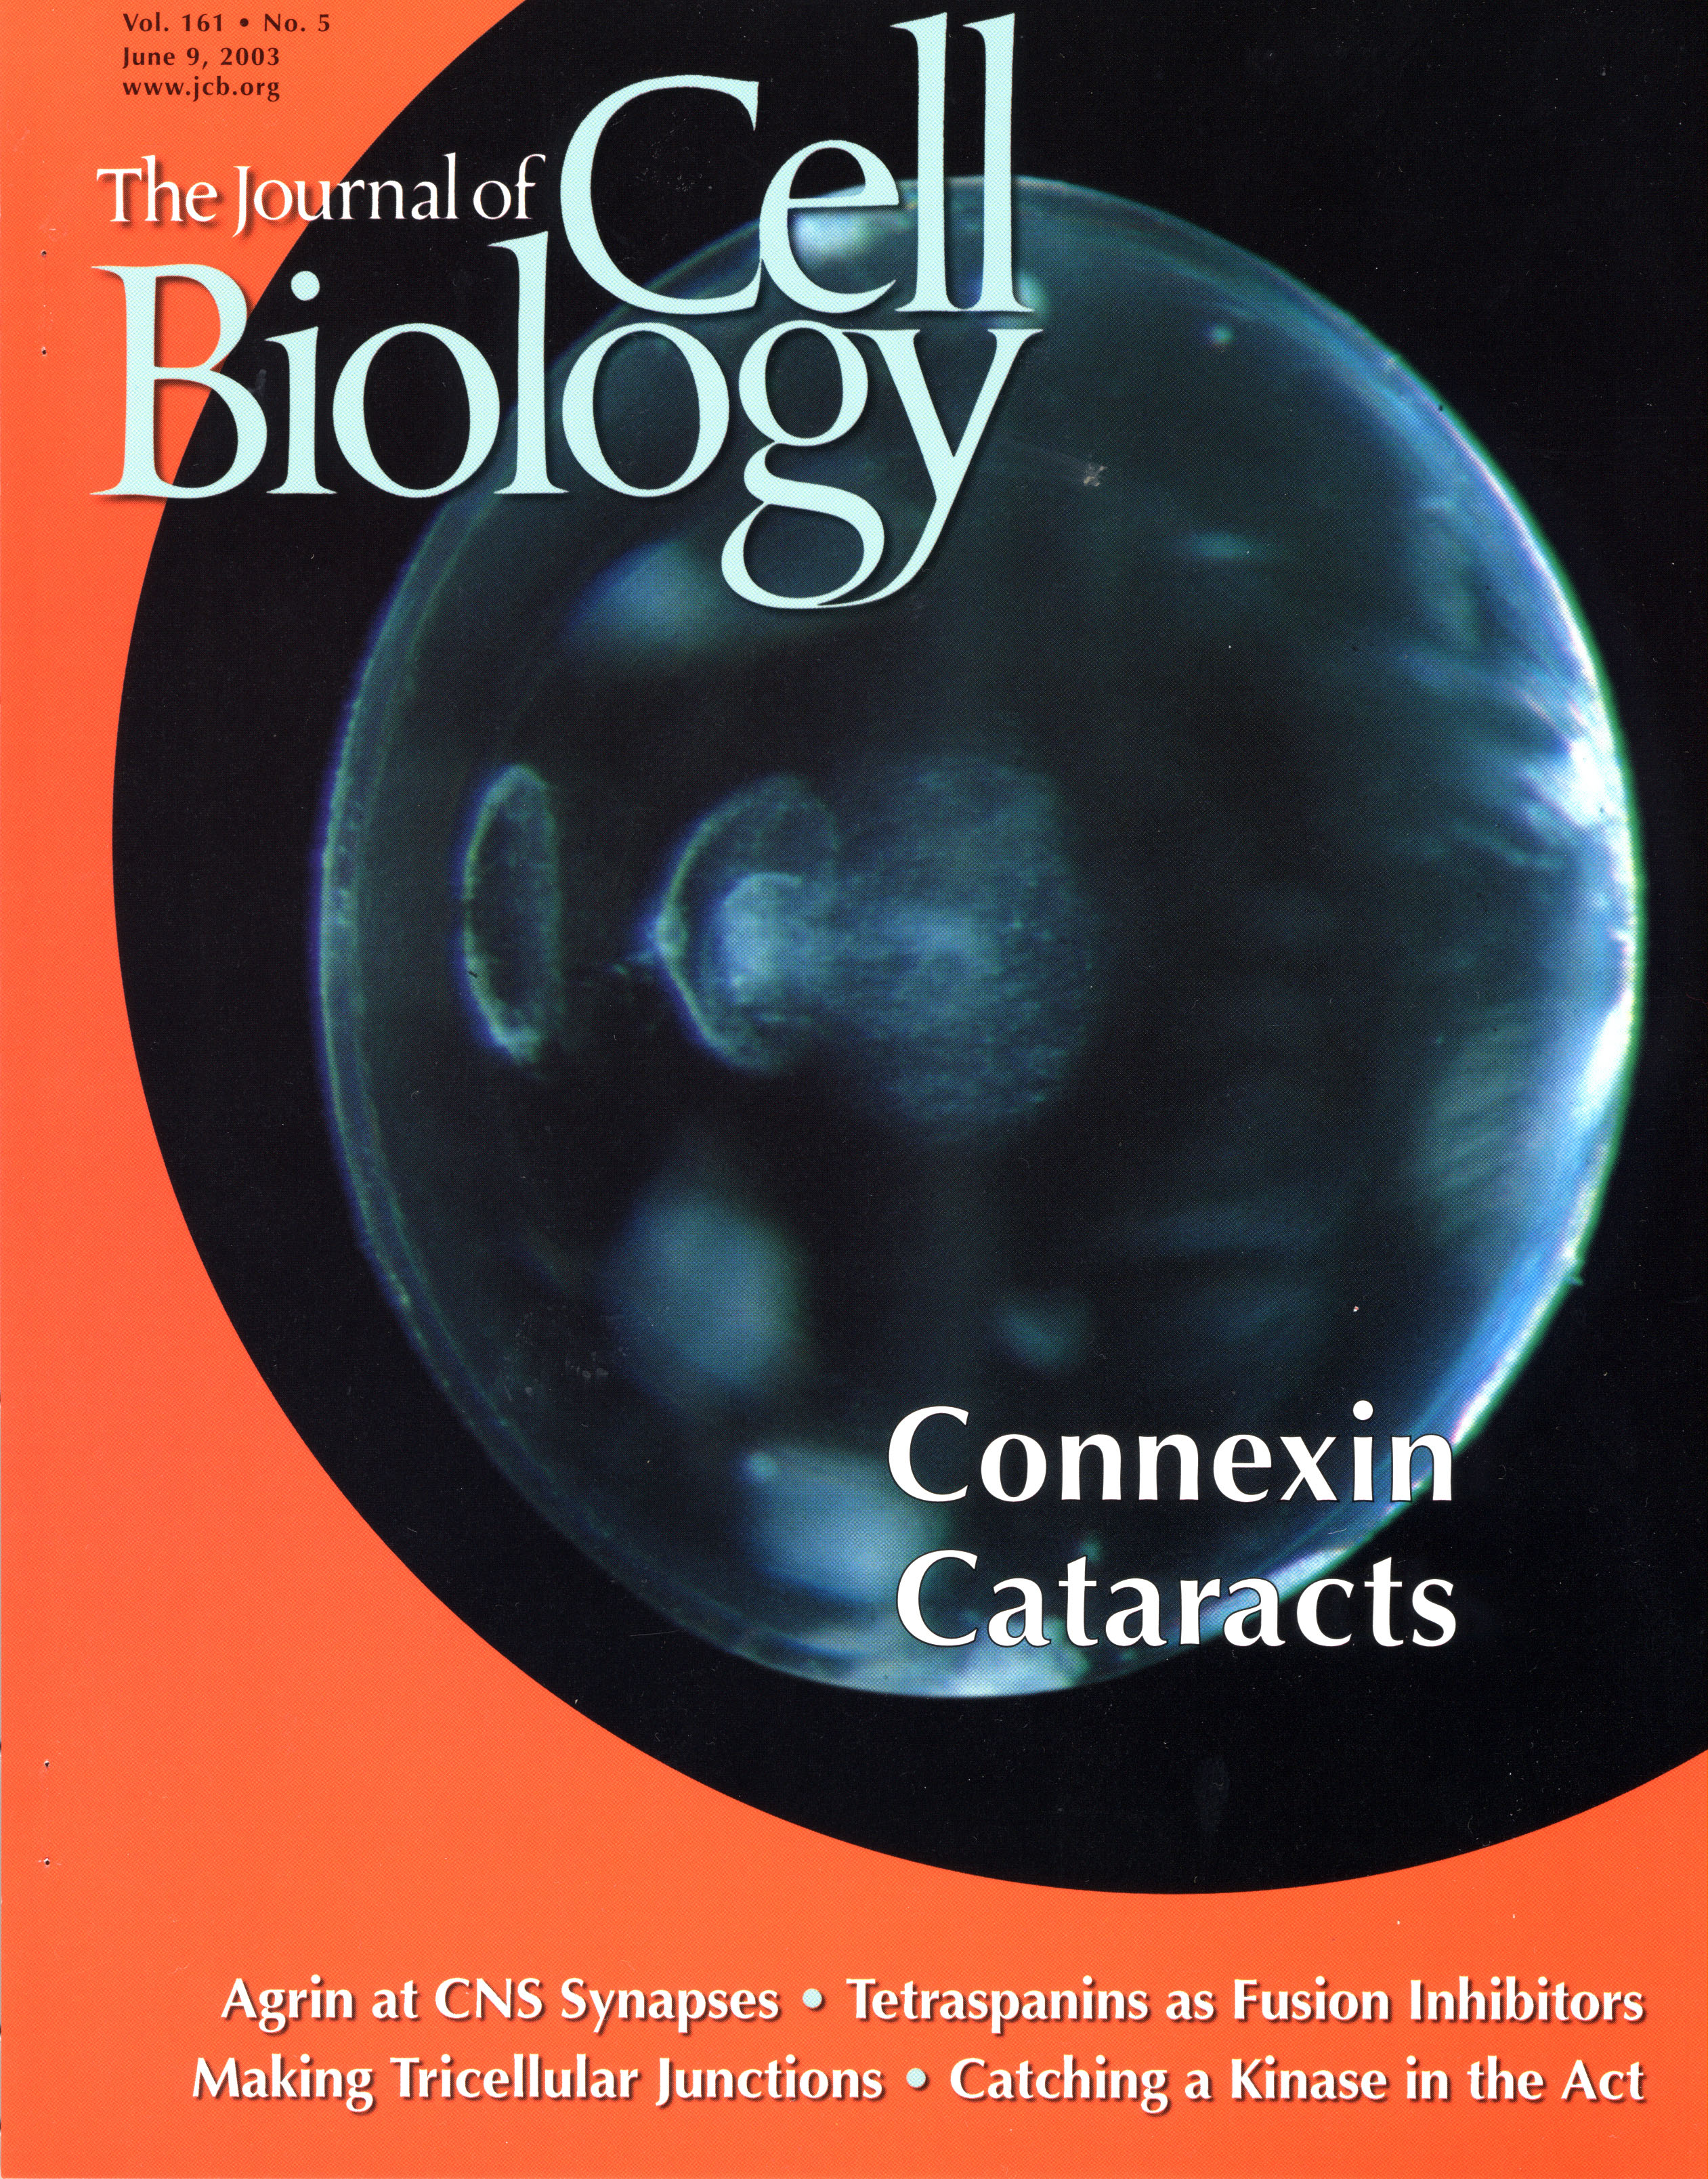 Vol. 161 • No. 5
June 9, 2003
www.jcb.org
The Journal of Cell
Biology
Connexin
Cataracts
Agrin at CNS Synapses • Tetraspanins as Fusion Inhibitors
Making Tricellular Junctions • Catching a Kinase in the Act